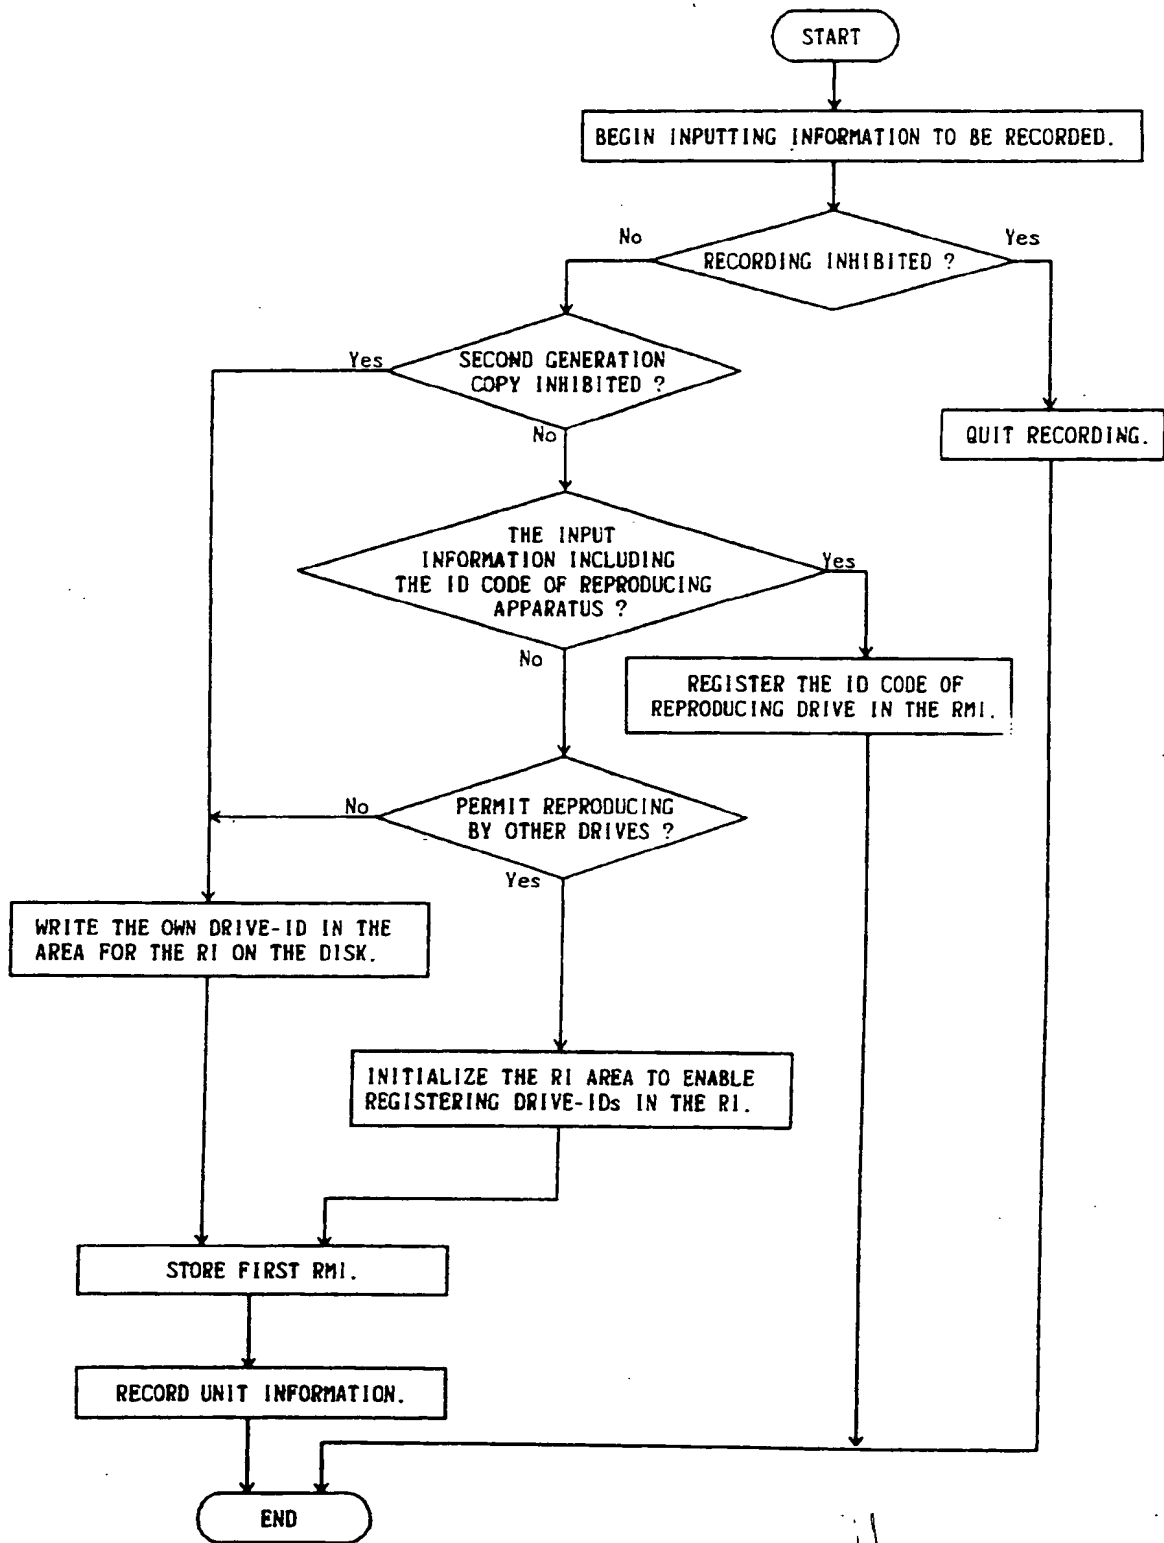 START
BEGIN INPUTTING INFORMATION TO BE RECORDED.
No
Yes
RECORDING INHIBITED ?
Yes
SECOND GENERATION
COPY INHIBITED ?
No
QUIT RECORDING.
THE INPUT
INFORMATION INCLUDING
THE ID CODE OF REPRODUCING
APPARATUS ?
Yes
No
REGISTER THE ID CODE OF
REPRODUCING DRIVE IN THE RMI.
No
PERMIT REPRODUCING
BY OTHER DRIVES ?
Yes
WRITE THE OWN DRIVE-ID IN THE
AREA FOR THE RI ON THE DISK.
INITIALIZE THE RI AREA TO ENABLE
REGISTERING DRIVE-IDs IN THE RI.
STORE FIRST RMI.
RECORD UNIT INFORMATION.
END